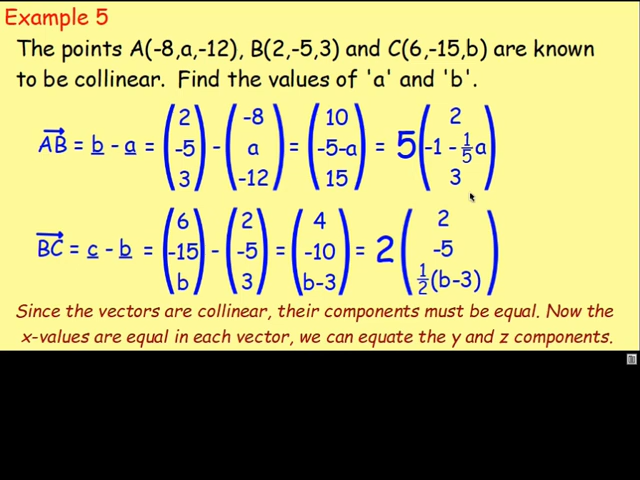 Example 5
The points A(-8,a,-12), B(2,-5,3) and C(6,-15,b) are known
to be collinear. Find the values of 'a' and 'b'.
AB = b - a = (2 -5 3) - (-8 a -12) = (10 -5-a 15) = 5 (2 -1 - 1/5 a 3)
BC = c - b = (6 -15 b) - (2 -5 3) = (4 -10 b-3) = 2 (2 -5 1/2 (b-3))
Since the vectors are collinear, their components must be equal. Now the
x-values are equal in each vector, we can equate the y and z components.